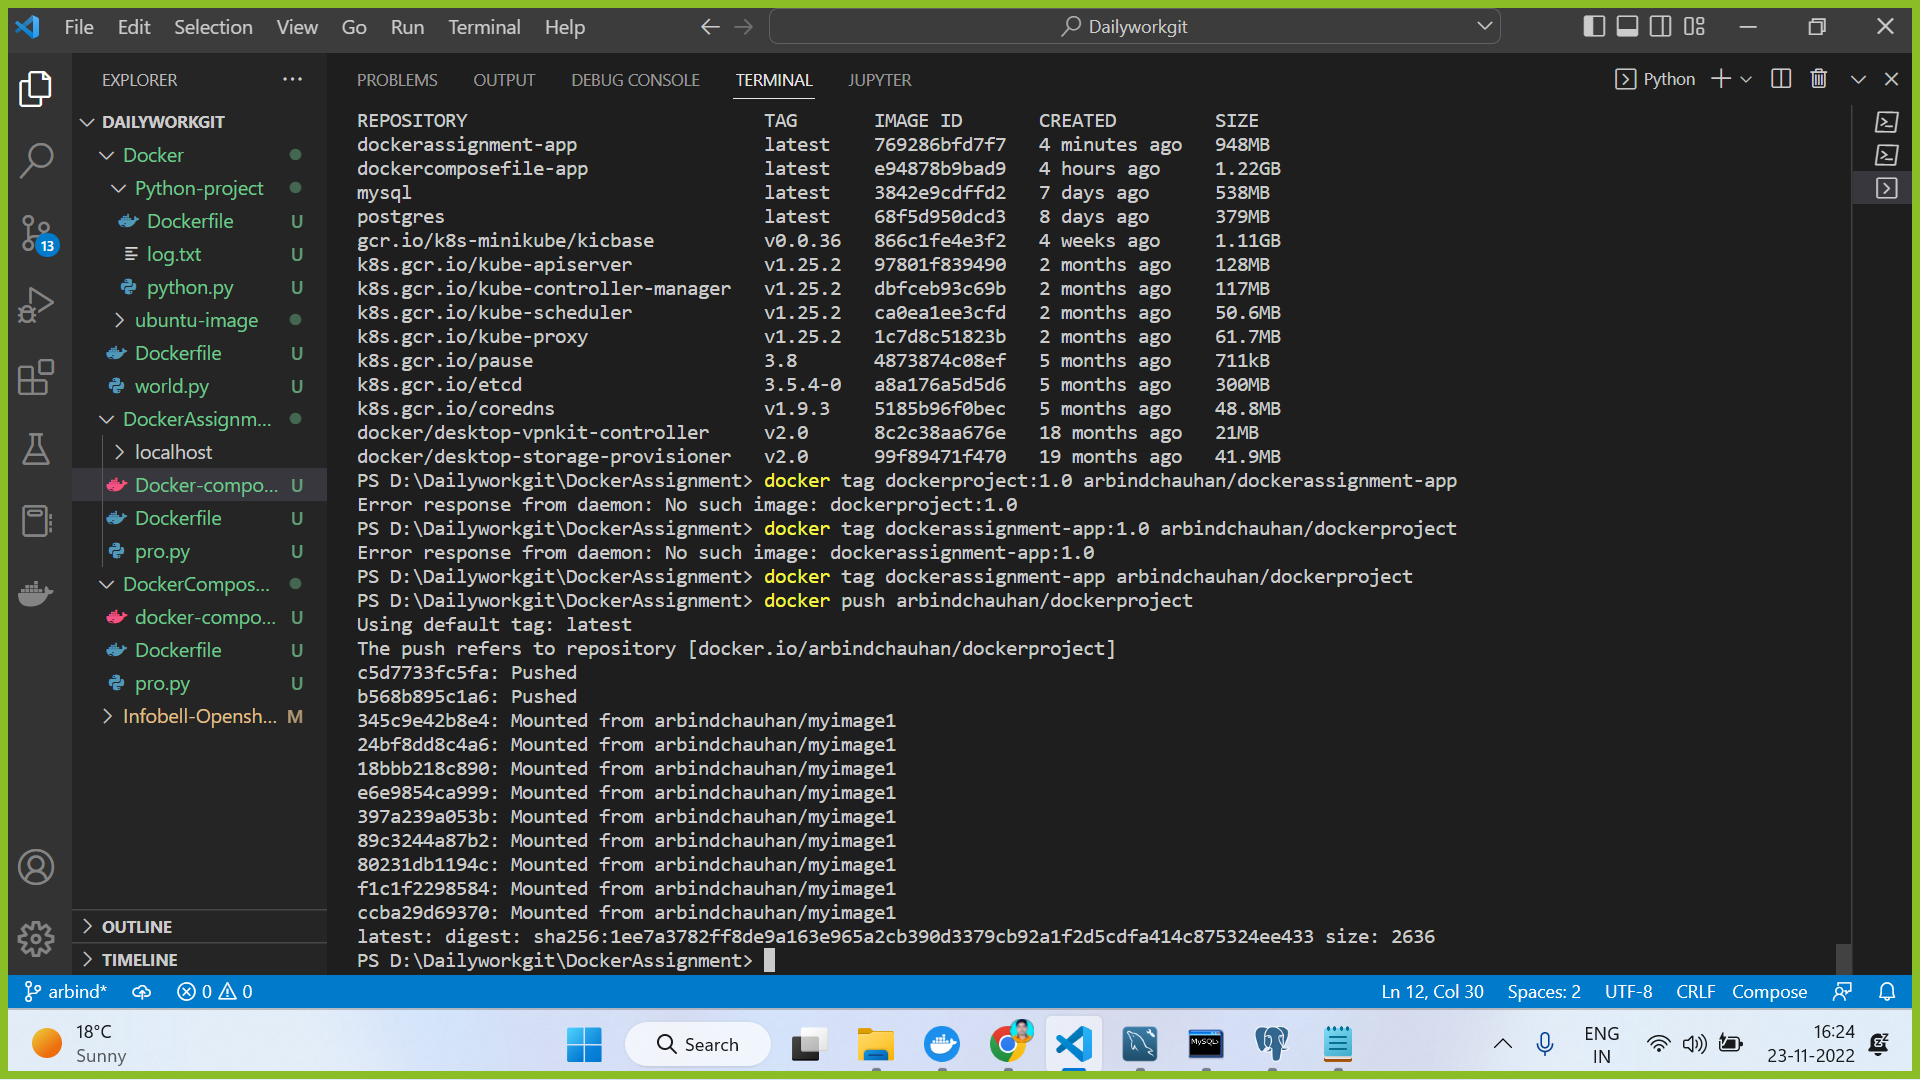 File Edit Selection View Go Run Terminal Help
Dailyworkgit
EXPLORER
DAILYWORKGIT
Docker
Python-project
Dockerfile U
log.txt U
python.py U
ubuntu-image
Dockerfile U
world.py U
DockerAssignm...
localhost
Docker-compo... U
Dockerfile U
pro.py U
DockerCompos...
docker-compo... U
Dockerfile U
pro.py U
Infobell-Opensh... M
OUTLINE
TIMELINE
13
PROBLEMS OUTPUT DEBUG CONSOLE TERMINAL JUPYTER
Python
REPOSITORY TAG IMAGE ID CREATED SIZE
dockerassignment-app latest 769286bfd7f7 4 minutes ago 948MB
dockercomposefile-app latest e94878b9bad9 4 hours ago 1.22GB
mysql latest 3842e9cdffd2 7 days ago 538MB
postgres latest 68f5d950dcd3 8 days ago 379MB
gcr.io/k8s-minikube/kicbase v0.0.36 866c1fe4e3f2 4 weeks ago 1.11GB
k8s.gcr.io/kube-apiserver v1.25.2 97801f839490 2 months ago 128MB
k8s.gcr.io/kube-controller-manager v1.25.2 dbfceb93c69b 2 months ago 117MB
k8s.gcr.io/kube-scheduler v1.25.2 ca0ea1ee3cfd 2 months ago 50.6MB
k8s.gcr.io/kube-proxy v1.25.2 1c7d8c51823b 2 months ago 61.7MB
k8s.gcr.io/pause 3.8 4873874c08ef 5 months ago 711kB
k8s.gcr.io/etcd 3.5.4-0 a8a176a5d5d6 5 months ago 300MB
k8s.gcr.io/coredns v1.9.3 5185b96f0bec 5 months ago 48.8MB
docker/desktop-vpnkit-controller v2.0 8c2c38aa676e 18 months ago 21MB
docker/desktop-storage-provisioner v2.0 99f89471f470 19 months ago 41.9MB
PS D:\Dailyworkgit\DockerAssignment> docker tag dockerproject:1.0 arbindchauhan/dockerassignment-app
Error response from daemon: No such image: dockerproject:1.0
PS D:\Dailyworkgit\DockerAssignment> docker tag dockerassignment-app:1.0 arbindchauhan/dockerproject
Error response from daemon: No such image: dockerassignment-app:1.0
PS D:\Dailyworkgit\DockerAssignment> docker tag dockerassignment-app arbindchauhan/dockerproject
PS D:\Dailyworkgit\DockerAssignment> docker push arbindchauhan/dockerproject
Using default tag: latest
The push refers to repository [docker.io/arbindchauhan/dockerproject]
c5d7733fc5fa: Pushed
b568b895c1a6: Pushed
345c9e42b8e4: Mounted from arbindchauhan/myimage1
24bf8dd8c4a6: Mounted from arbindchauhan/myimage1
18bbb218c890: Mounted from arbindchauhan/myimage1
e6e9854ca999: Mounted from arbindchauhan/myimage1
397a239a053b: Mounted from arbindchauhan/myimage1
89c3244a87b2: Mounted from arbindchauhan/myimage1
80231db1194c: Mounted from arbindchauhan/myimage1
f1c1f2298584: Mounted from arbindchauhan/myimage1
ccba29d69370: Mounted from arbindchauhan/myimage1
latest: digest: sha256:1ee7a3782ff8de9a163e965a2cb390d3379cb92a1f2d5cdfa414c875324ee433 size: 2636
PS D:\Dailyworkgit\DockerAssignment>
arbind* 0 0 Ln 12, Col 30 Spaces: 2 UTF-8 CRLF Compose
18°C
Sunny
Search
MySQL
ENG
IN
16:24
23-11-2022